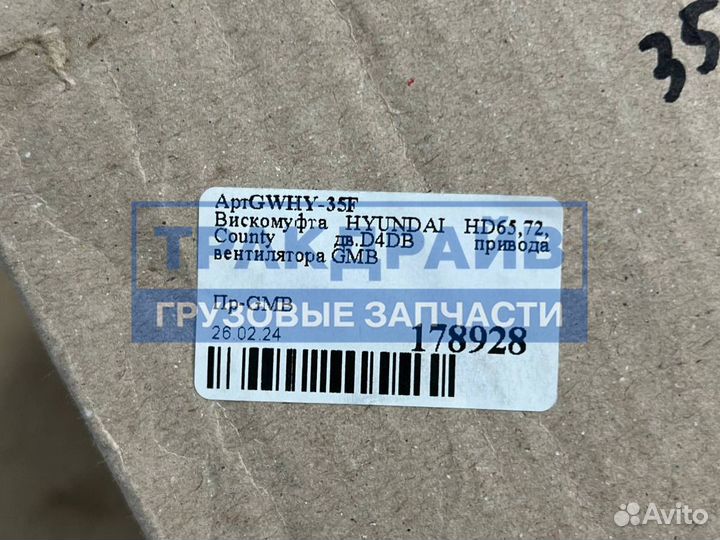 35
АртGWHY-35F
Вискомуфта HYUNDAI HD65,72,
County дв.D4DB привода
вентилятора GMB
ТРАКДРАЙВ
Пр-GMB
ГРУЗОВЫЕ ЗАПЧАСТИ
26.02.24
178928
Avito